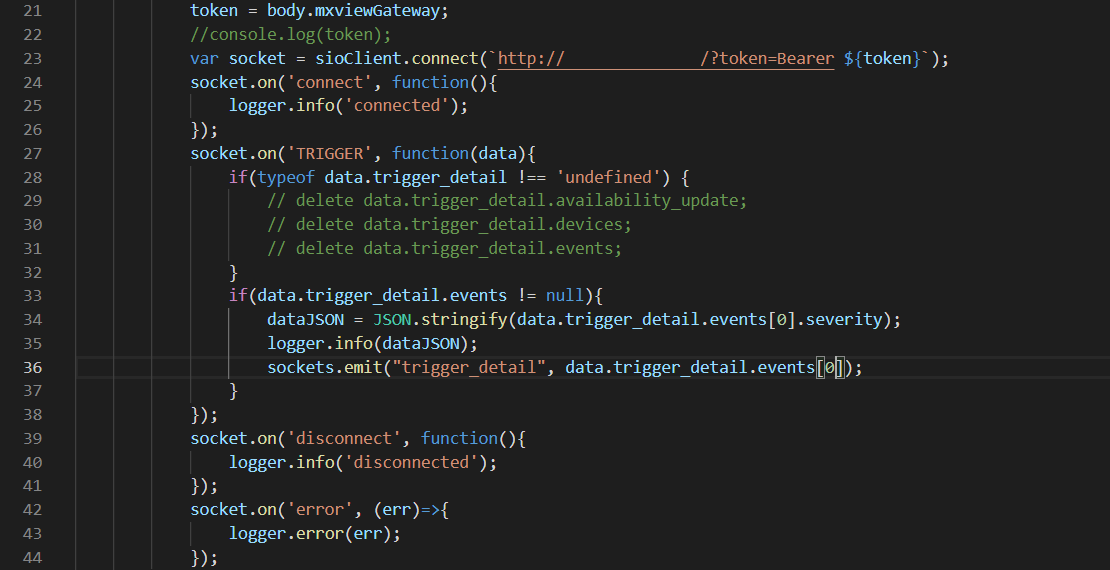 21 token = body.mxviewGateway;
22 //console.log(token);
23 var socket = sioClient.connect(`http:// /?token=Bearer ${token}`);
24 socket.on('connect', function(){
25 logger.info('connected');
26 });
27 socket.on('TRIGGER', function(data){
28 if(typeof data.trigger_detail !== 'undefined') {
29 // delete data.trigger_detail.availability_update;
30 // delete data.trigger_detail.devices;
31 // delete data.trigger_detail.events;
32 }
33 if(data.trigger_detail.events != null){
34 dataJSON = JSON.stringify(data.trigger_detail.events[0].severity);
35 logger.info(dataJSON);
36 sockets.emit("trigger_detail", data.trigger_detail.events[0]);
37 }
38 });
39 socket.on('disconnect', function(){
40 logger.info('disconnected');
41 });
42 socket.on('error', (err)=>{
43 logger.error(err);
44 });